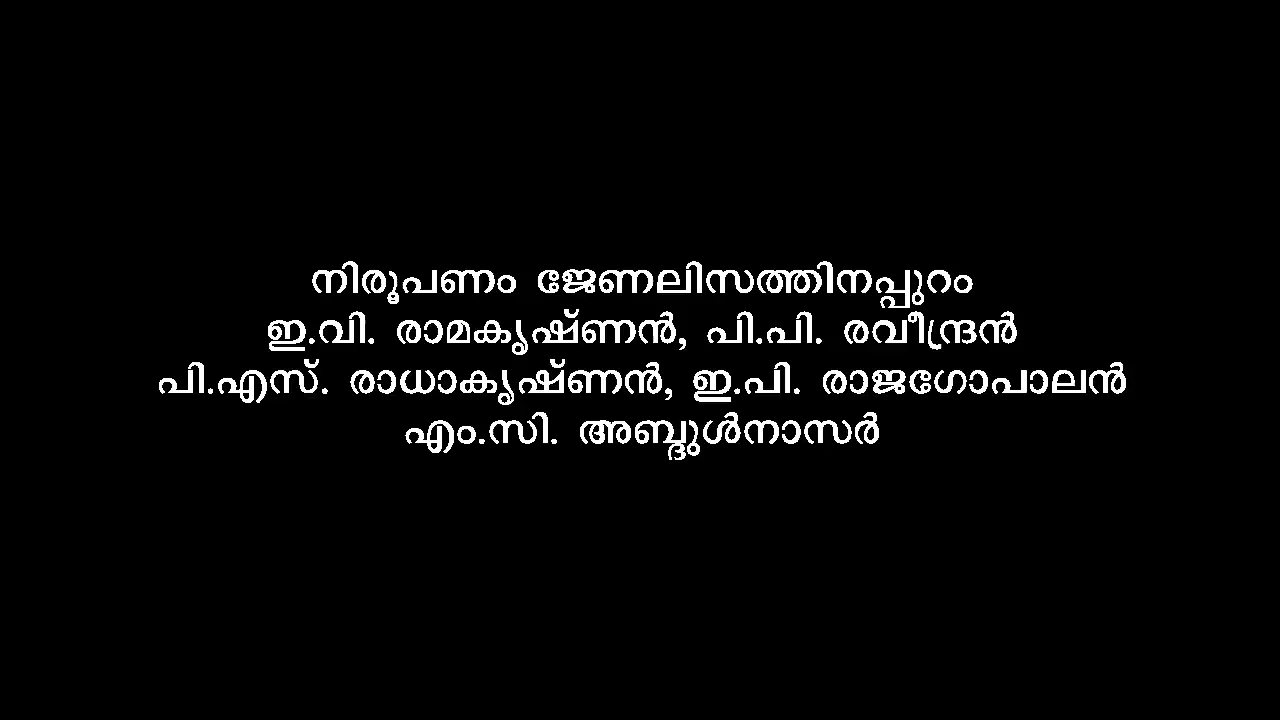 നിരൂപണം ജേണലിസത്തിനപ്പുറം
ഇ.വി. രാമകൃഷ്ണൻ, പി.പി. രവീന്ദ്രൻ
പി.എസ്. രാധാകൃഷ്ണൻ, ഇ.പി. രാജഗോപാലൻ
എം.സി. അബ്ദുൾനാസർ